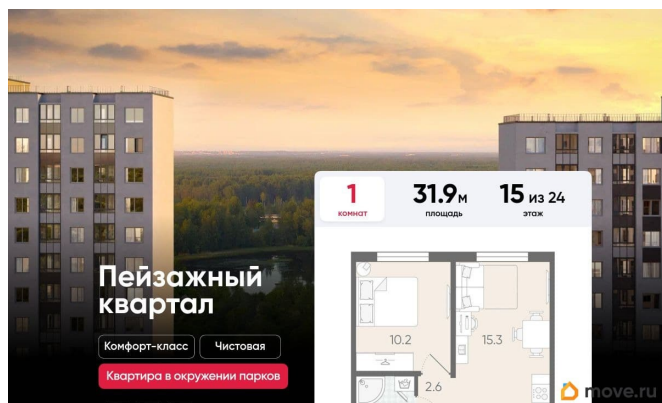 1
комнат
31.9м
площадь
15 из 24
этаж
Пейзажный
квартал
Комфорт-класс
Чистовая
Квартира в окружении парков
10.2
15.3
2.6
move.ru